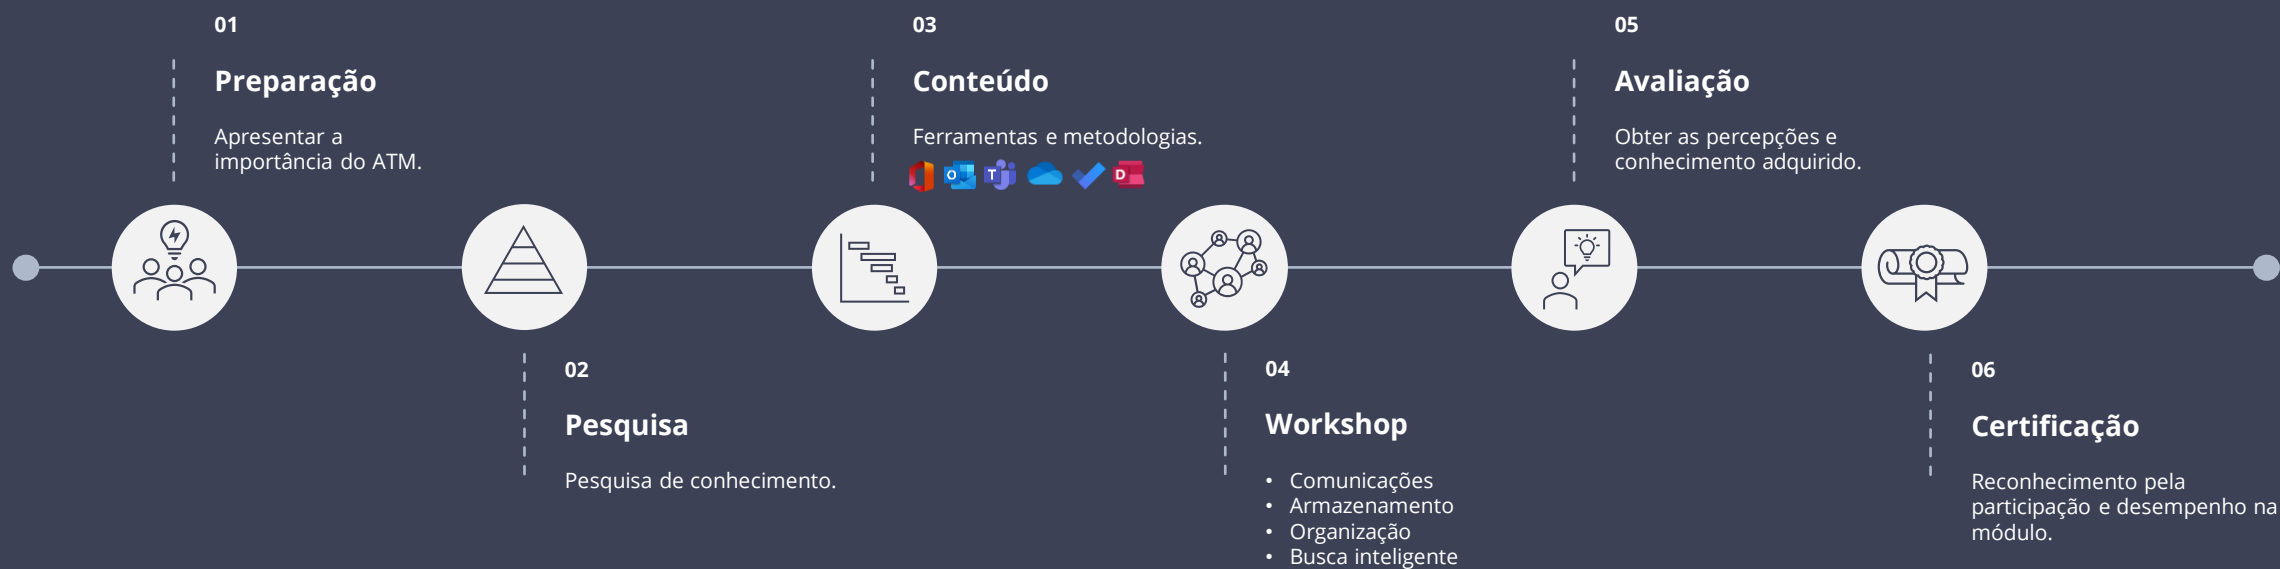 01
Preparação
Apresentar a
importância do ATM.
02
Pesquisa
Pesquisa de conhecimento.
03
Conteúdo
Ferramentas e metodologias.
O
T
D
04
Workshop
• Comunicações
• Armazenamento
• Organização
• Busca inteligente
05
Avaliação
Obter as percepções e
conhecimento adquirido.
06
Certificação
Reconhecimento pela
participação e desempenho na
módulo.